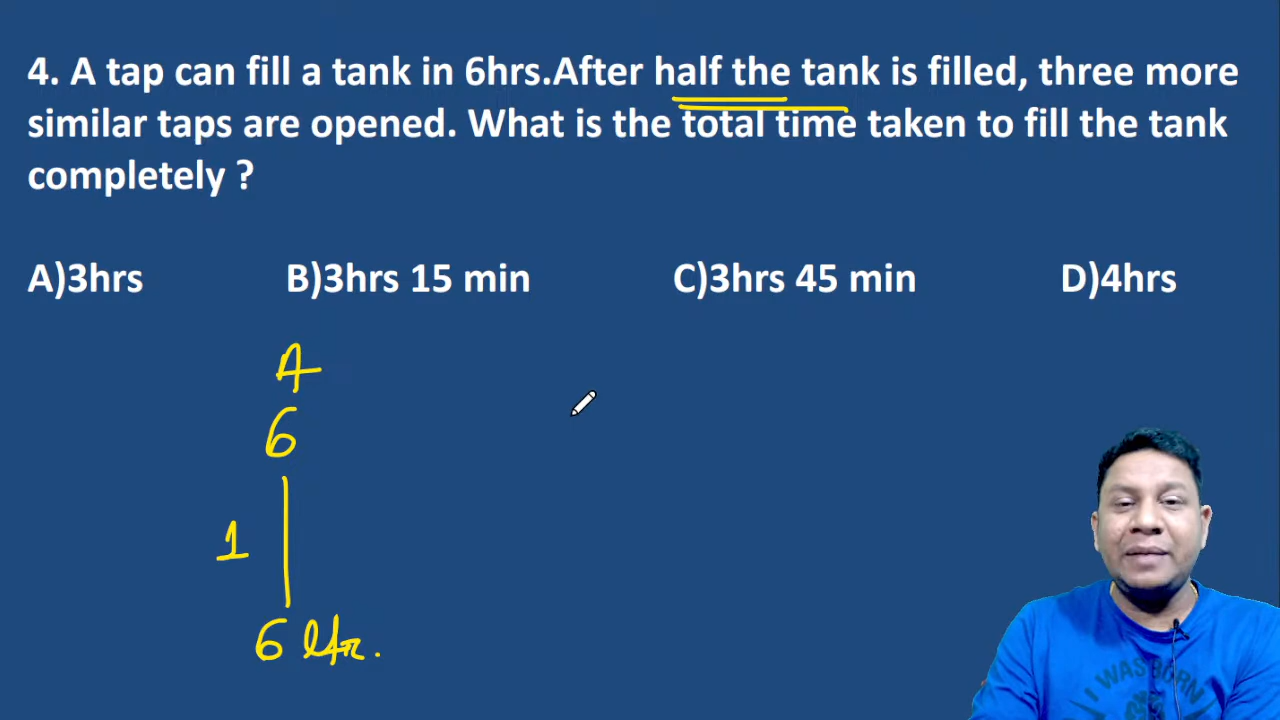 4. A tap can fill a tank in 6hrs.After half the tank is filled, three more
similar taps are opened. What is the total time taken to fill the tank
completely ?
A)3hrs B)3hrs 15 min C)3hrs 45 min D)4hrs
A
6
1
6 ltr.
I WAS BORN